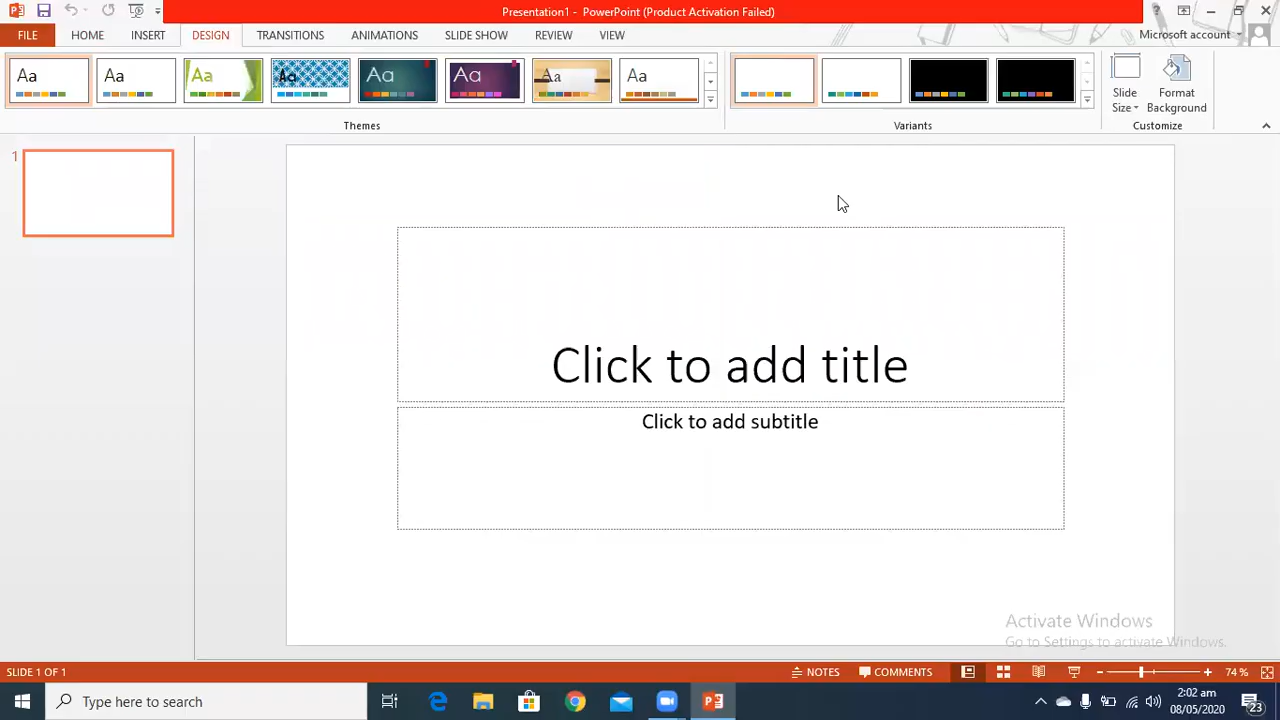 Presentation1 - PowerPoint (Product Activation Failed)
?
FILE HOME INSERT DESIGN TRANSITIONS ANIMATIONS SLIDE SHOW REVIEW VIEW Microsoft account
Aa Aa Aa Aa Aa Aa Aa Aa
Slide Size
Format Background
Themes Variants Customize
1
Click to add title
Click to add subtitle
Activate Windows
Go to Settings to activate Windows.
SLIDE 1 OF 1 NOTES COMMENTS 74 %
Type here to search
2:02 am
08/05/2020
23